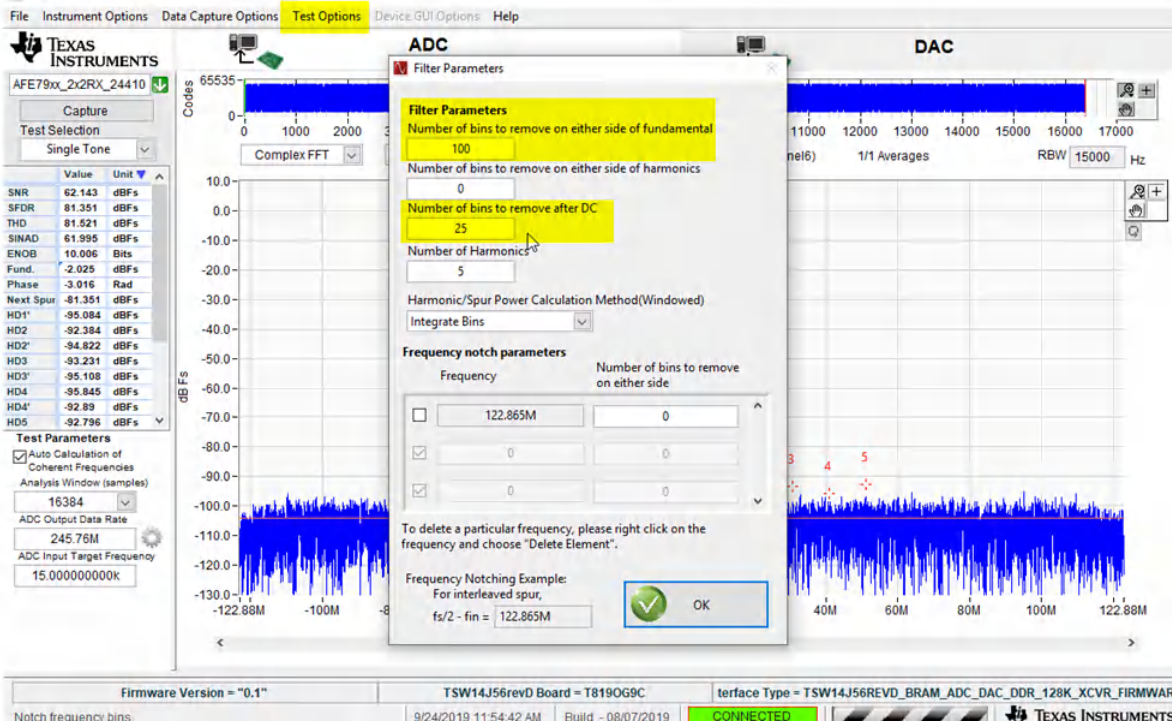 File Instrument Options Data Capture Options Test Options Device GUI Options Help
TEXAS INSTRUMENTS
ADC
DAC
AFE79xx_2x2RX_24410
Capture
Test Selection
Single Tone
Value Unit
SNR 62.143 dBFs
SFDR 81.351 dBFs
THD 81.521 dBFs
SINAD 61.995 dBFs
ENOB 10.006 Bits
Fund. -2.025 dBFs
Phase -3.016 Rad
Next Spur -81.351 dBFs
HD1' -95.084 dBFs
HD2 -92.384 dBFs
HD2' -94.822 dBFs
HD3 -93.231 dBFs
HD3' -95.108 dBFs
HD4 -95.845 dBFs
HD4' -92.89 dBFs
HD5 -92.796 dBFs
Test Parameters
Auto Calculation of
Coherent Frequencies
Analysis Window (samples)
16384
ADC Output Data Rate
245.76M
ADC Input Target Frequency
15.000000000k
Codes
65535
0
0 1000 2000
11000 12000 13000 14000 15000 16000 17000
Complex FFT
nel6) 1/1 Averages RBW 15000 Hz
dBFs
10.0
0.0
-10.0
-20.0
-30.0
-40.0
-50.0
-60.0
-70.0
-80.0
-90.0
-100.0
-110.0
-120.0
-130.0
3 4 5
-122.88M -100M
40M 60M 80M 100M 122.88M
Filter Parameters
Filter Parameters
Number of bins to remove on either side of fundamental
100
Number of bins to remove on either side of harmonics
0
Number of bins to remove after DC
25
Number of Harmonics
5
Harmonic/Spur Power Calculation Method(Windowed)
Integrate Bins
Frequency notch parameters
Frequency
Number of bins to remove
on either side
122.865M 0
0 0
0 0
To delete a particular frequency, please right click on the
frequency and choose "Delete Element".
Frequency Notching Example:
For interleaved spur,
fs/2 - fin = 122.865M
OK
Firmware Version = "0.1" TSW14J56revD Board = T819OG9C terface Type = TSW14J56REVD_BRAM_ADC_DAC_DDR_128K_XCVR_FIRMWAR
Notch frequency bins 9/24/2019 11:54:42 AM Build - 08/07/2019 CONNECTED TEXAS INSTRUMENTS